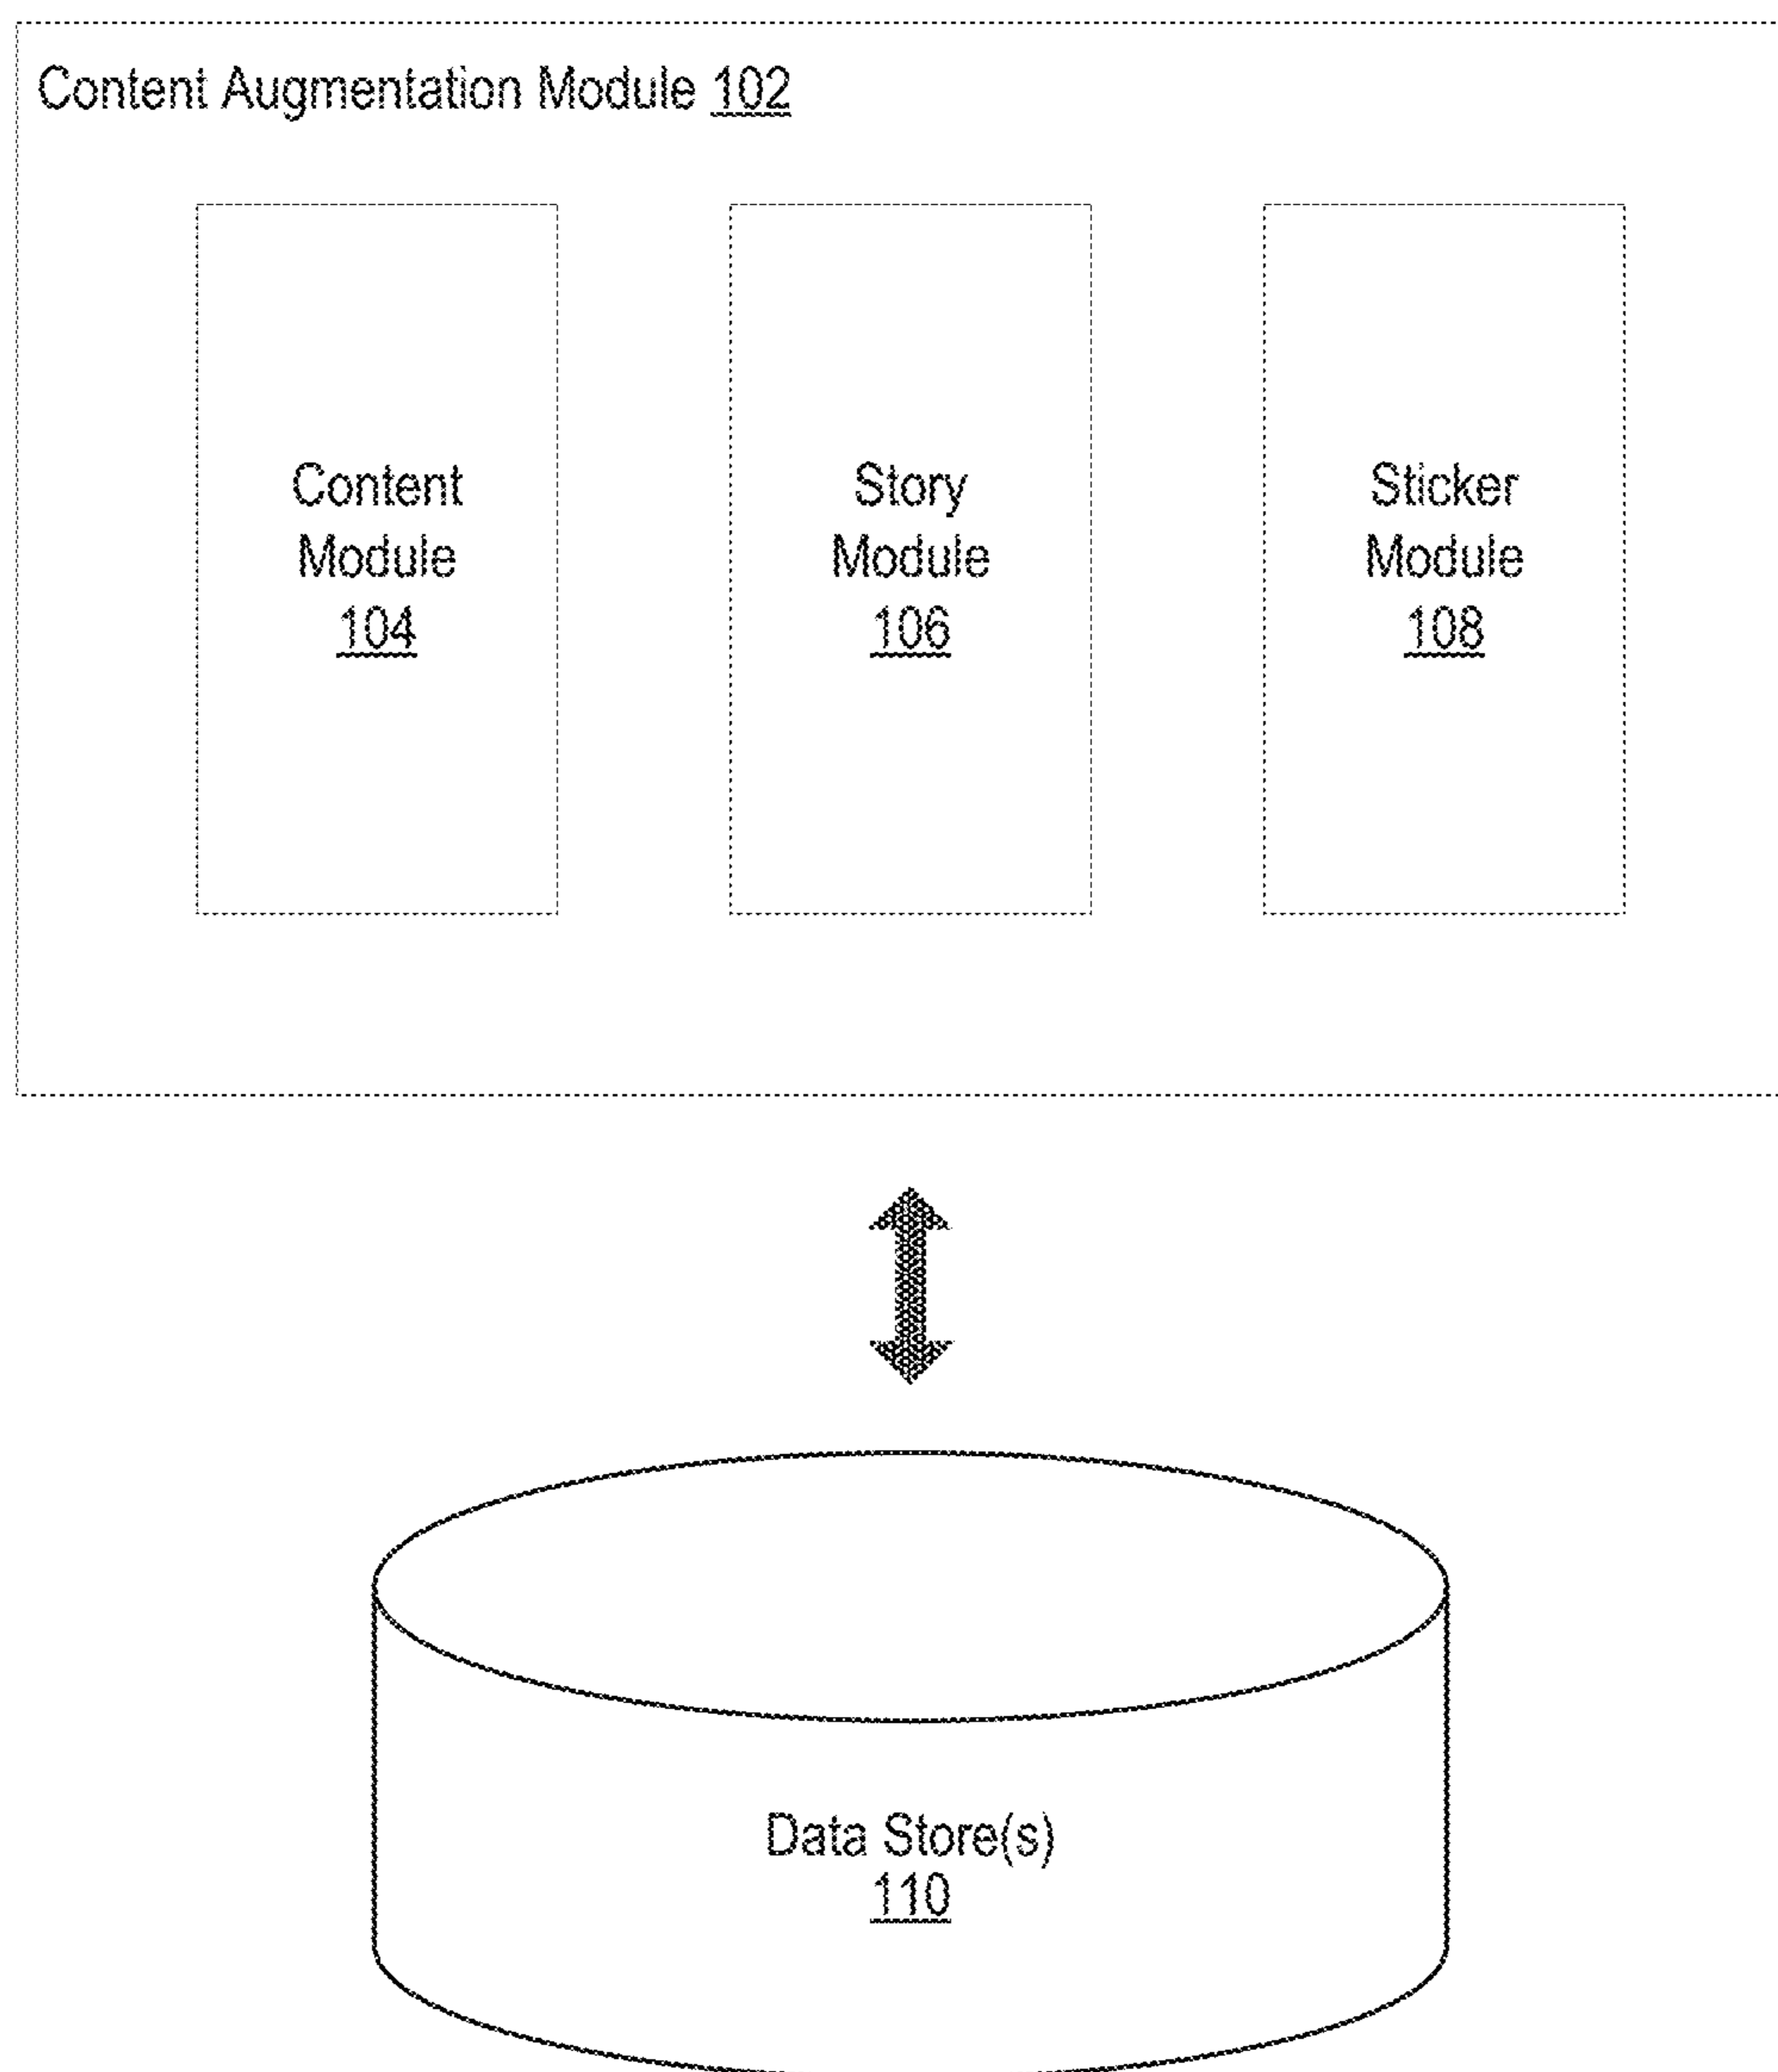 Content Augmentation Module 102
Content
Module
104
Story
Module
106
Sticker
Module
108
Data Store(s)
110